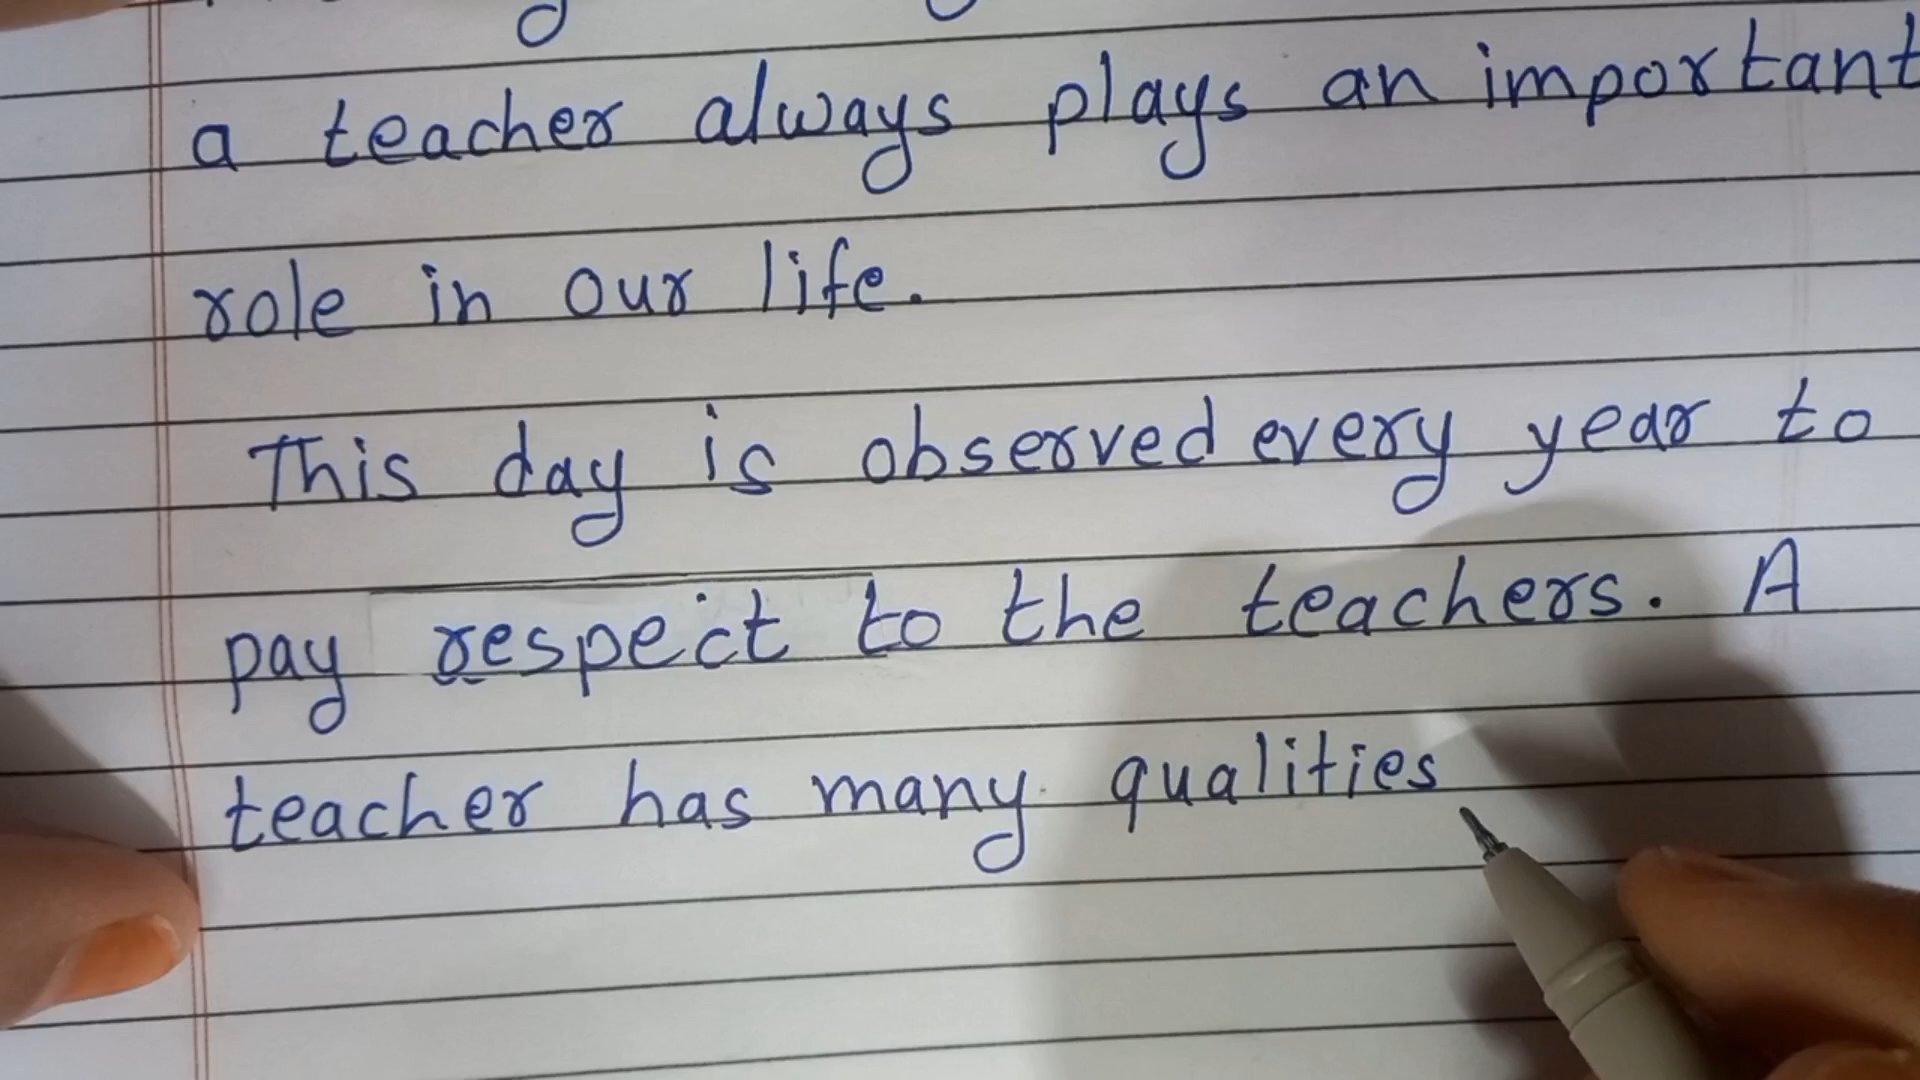 a teacher always plays an important
role in our life.
This day is observed every year to
pay respect to the teachers. A
teacher has many qualities